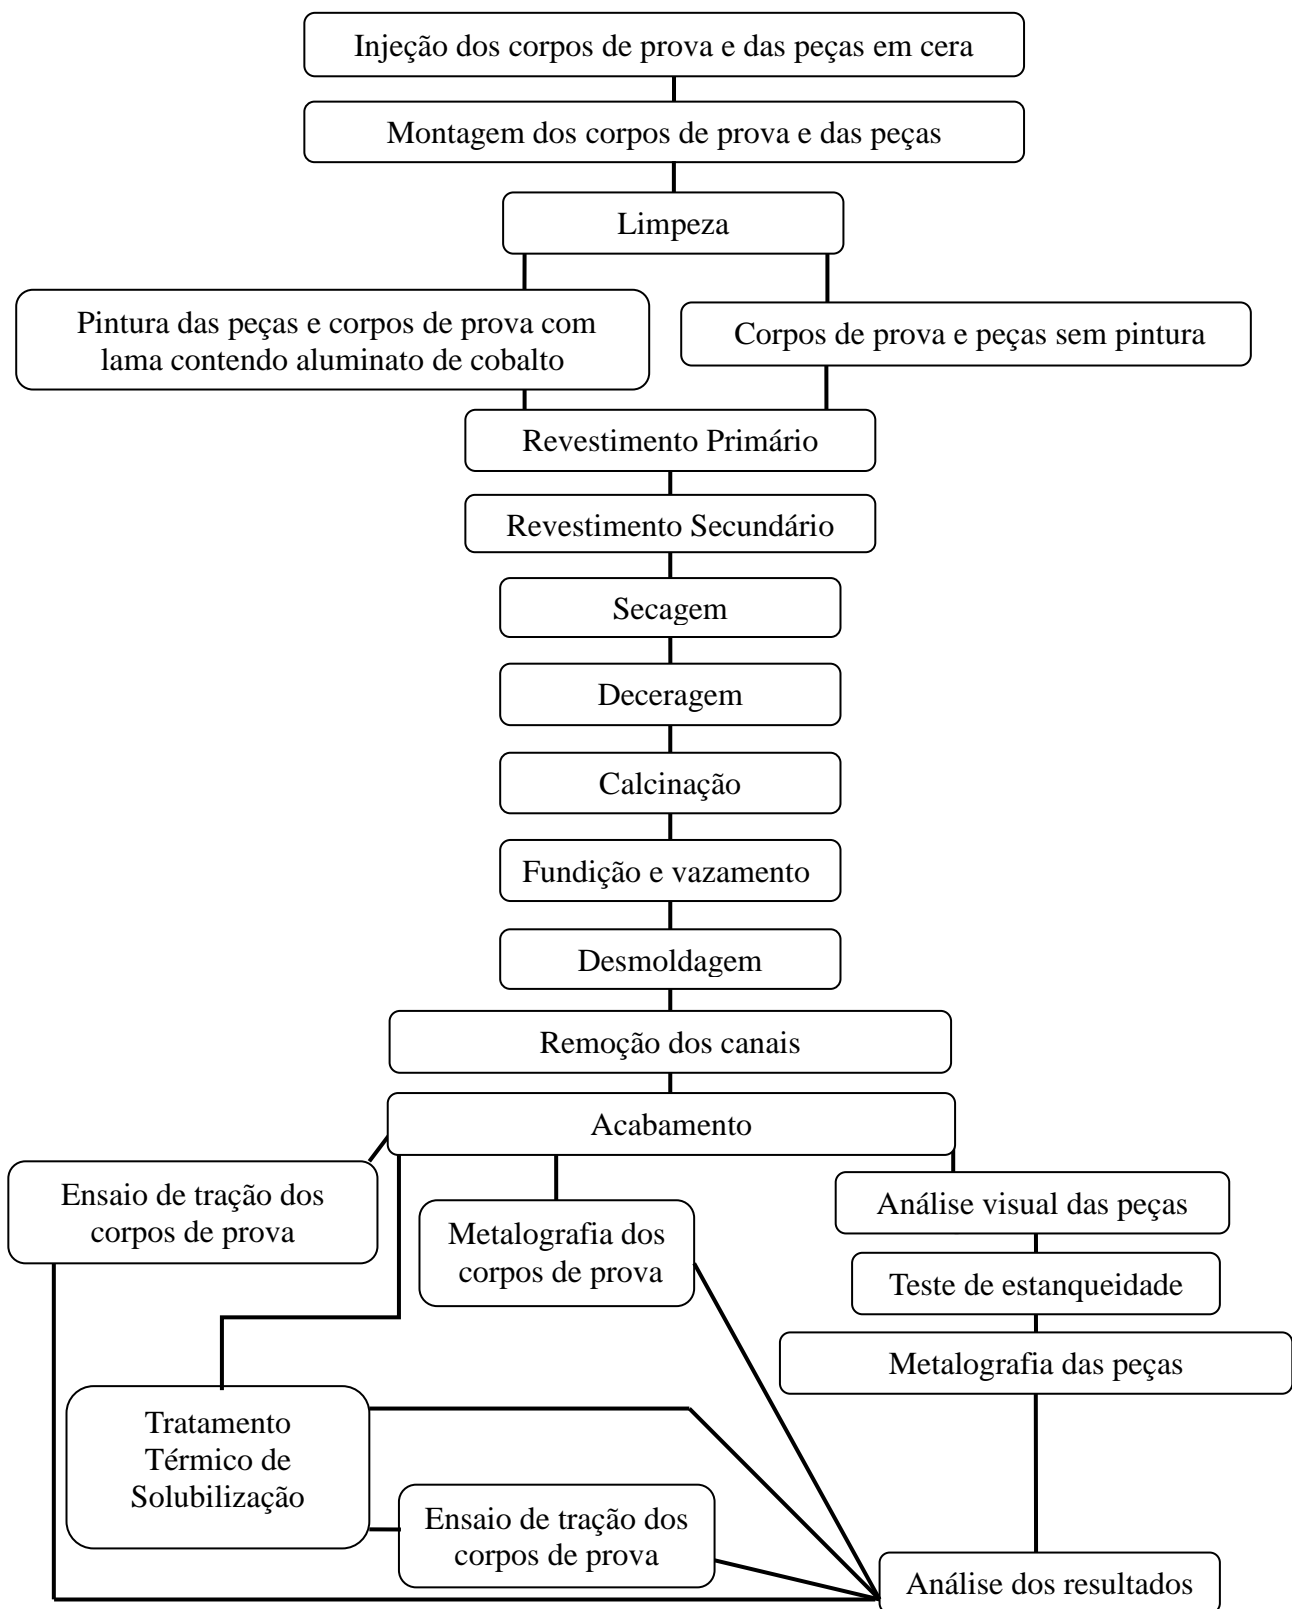 Injeção dos corpos de prova e das peças em cera
Montagem dos corpos de prova e das peças
Limpeza
Pintura das peças e corpos de prova com
lama contendo aluminato de cobalto
Corpos de prova e peças sem pintura
Revestimento Primário
Revestimento Secundário
Secagem
Deceragem
Calcinação
Fundição e vazamento
Desmoldagem
Remoção dos canais
Acabamento
Ensaio de tração dos
corpos de prova
Metalografia dos
corpos de prova
Análise visual das peças
Teste de estanqueidade
Metalografia das peças
Tratamento
Térmico de
Solubilização
Ensaio de tração dos
corpos de prova
Análise dos resultados